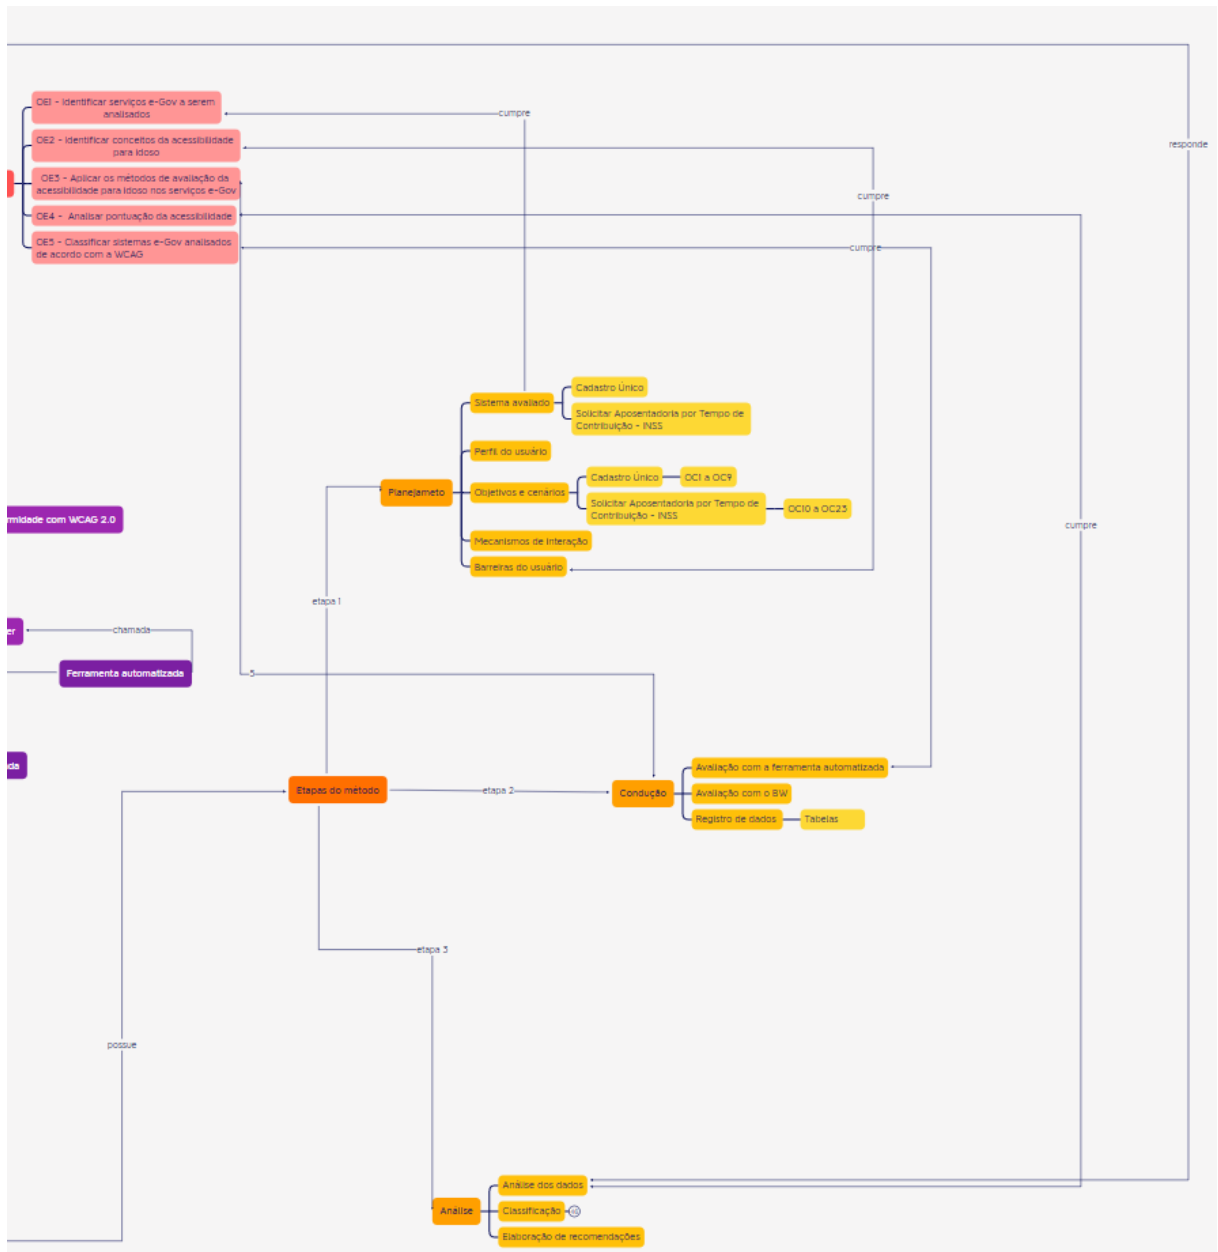 cumpre
OE1 - Identificar serviços e-Gov a serem
analisados
OE2 - Identificar conceitos da acessibilidade
para idoso
responde
OE3 - Aplicar os métodos de avaliação da
acessibilidade para idoso nos serviços e-Gov
cumpre
OE4 - Analisar pontuação da acessibilidade
OE5 - Classificar sistemas e-Gov analisados
de acordo com a WCAG
cumpre
Sistema avaliado
Cadastro Único
Solicitar Aposentadoria por Tempo de
Contribuição - INSS
Perfil do usuário
Planejameto
Objetivos e cenários
Cadastro Único
OC1 a OC9
Solicitar Aposentadoria por Tempo de
Contribuição - INSS
OC10 a OC23
rmidade com WCAG 2.0
cumpre
Mecanismos de interação
Barreiras do usuário
etapa 1
er
chamada
Ferramenta automatizada
5
da
Etapas do método
etapa 2
Condução
Avaliação com a ferramenta automatizada
Avaliação com o BW
Registro de dados
Tabelas
etapa 3
possue
Análise
Análise dos dados
Classificação
Elaboração de recomendações